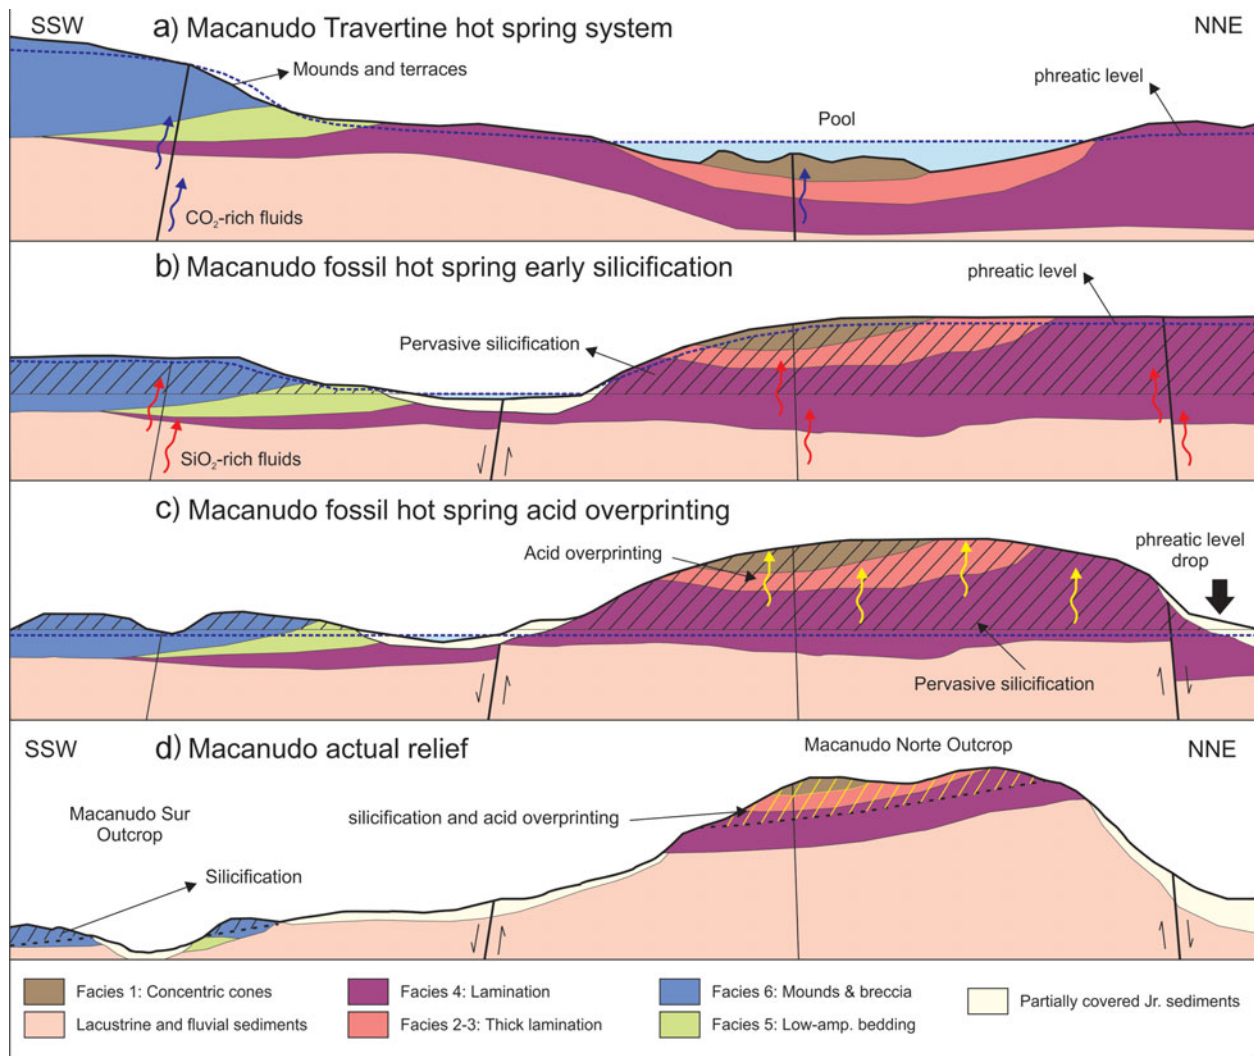 SSW
a) Macanudo Travertine hot spring system
NNE
Mounds and terraces
phreatic level
Pool
CO₂-rich fluids
b) Macanudo fossil hot spring early silicification
phreatic level
Pervasive silicification
SiO₂-rich fluids
c) Macanudo fossil hot spring acid overprinting
Acid overprinting
phreatic level
drop
Pervasive silicification
SSW
d) Macanudo actual relief
Macanudo Norte Outcrop
NNE
Macanudo Sur
Outcrop
silicification and acid overprinting
Silicification
Facies 1: Concentric cones
Facies 4: Lamination
Facies 6: Mounds & breccia
Partially covered Jr. sediments
Lacustrine and fluvial sediments
Facies 2-3: Thick lamination
Facies 5: Low-amp. bedding